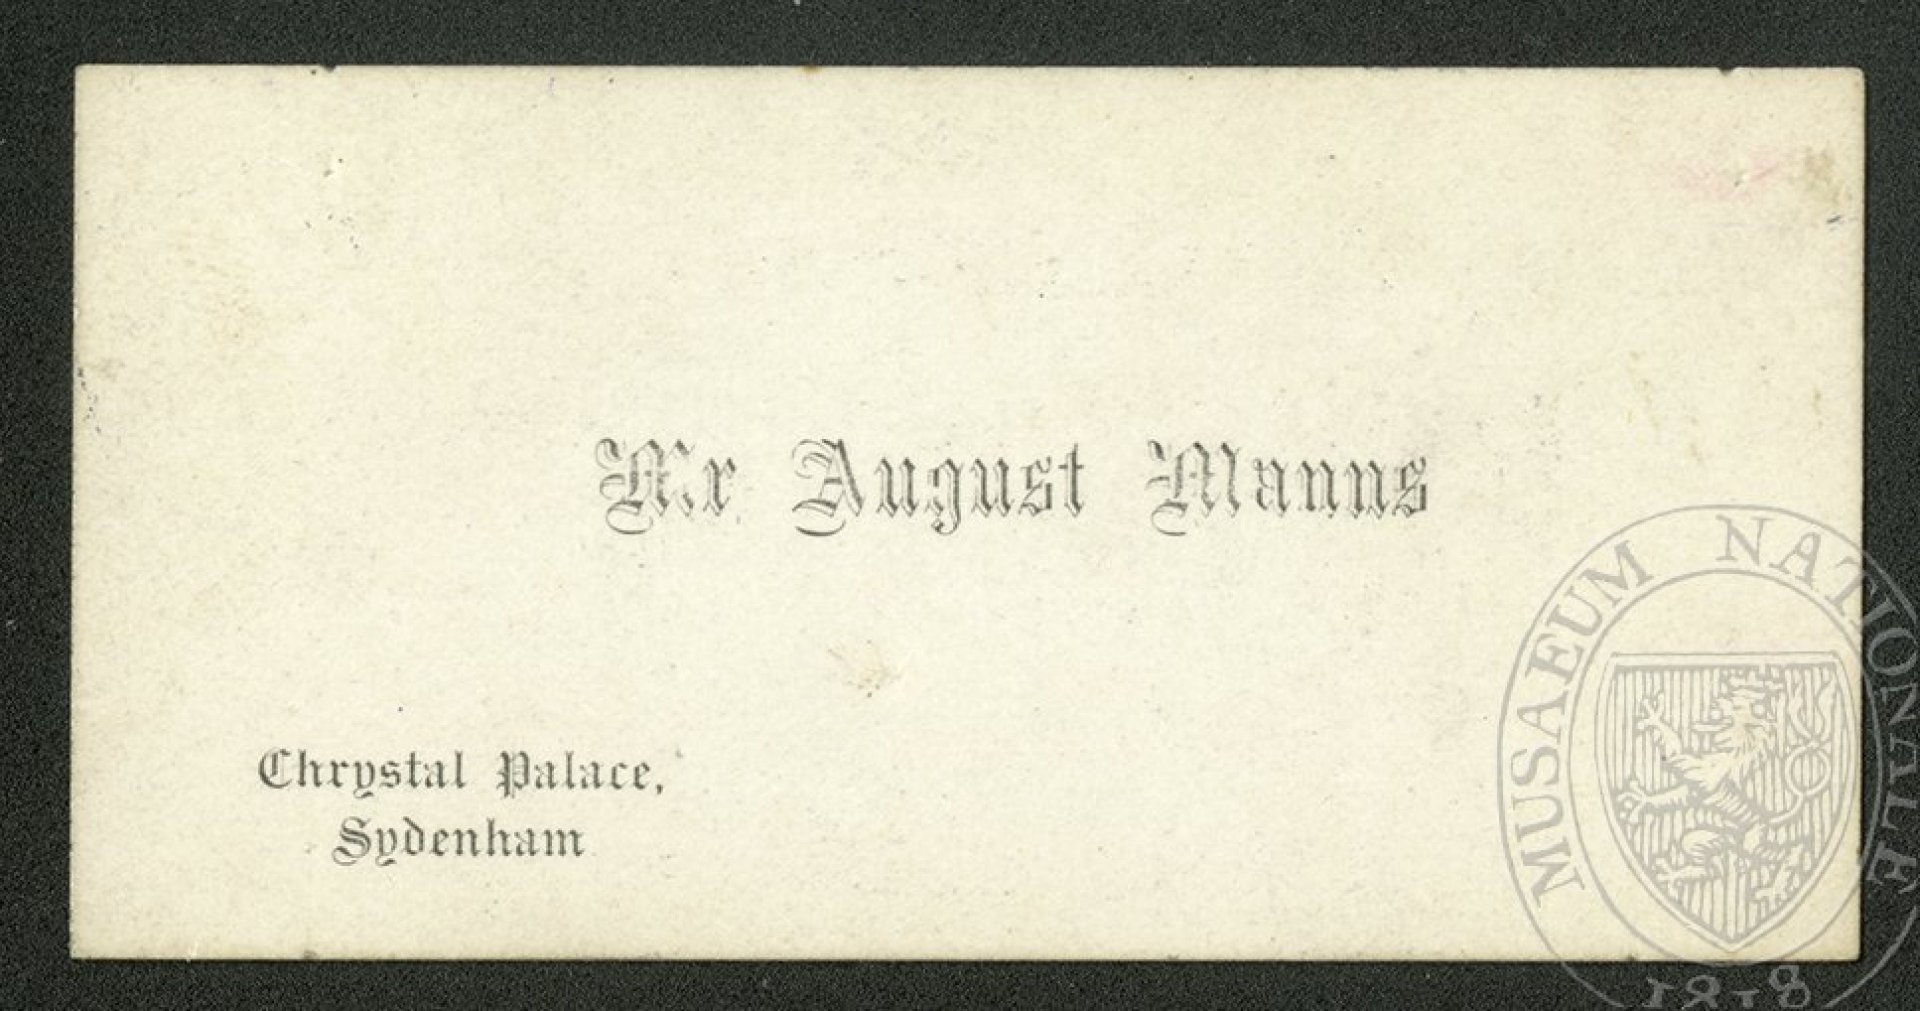 Mr August Manns
Chrystal Palace,
Sydenham
MUSAEUM NATIONALE
1818